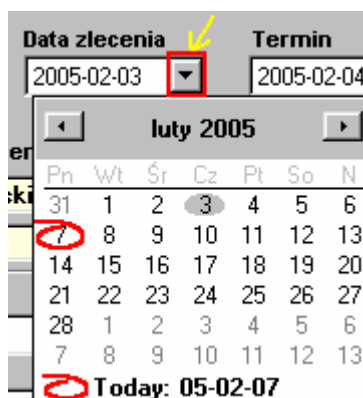 Data zlecenia Termin
2005-02-03 2005-02-04
luty 2005
er
Pn Wt Śr Cz Pt So N
ki 31 1 2 3 4 5 6
7 8 9 10 11 12 13
14 15 16 17 18 19 20
21 22 23 24 25 26 27
28 1 2 3 4 5 6
7 8 9 10 11 12 13
Today: 05-02-07